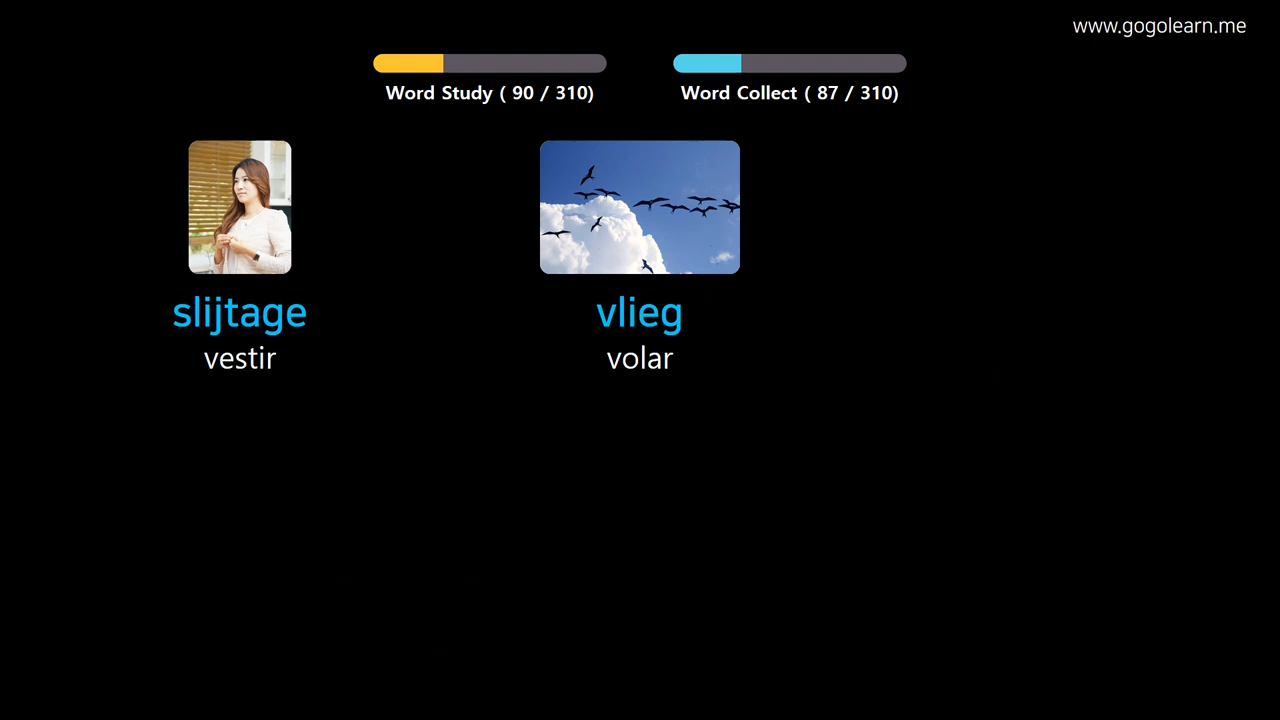 www.gogolearn.me
Word Study ( 90 / 310)
Word Collect ( 87 / 310)
slijtage
vlieg
vestir
volar